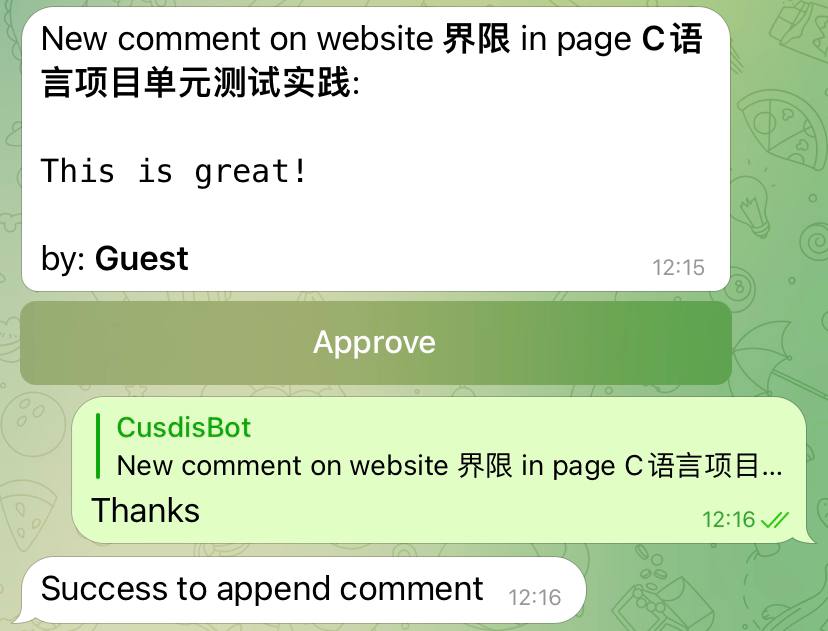 New comment on website 界限 in page C语
言项目单元测试实践:
This is great!
by: Guest
12:15
Approve
CusdisBot
New comment on website 界限 in page C语言项目...
Thanks
12:16
Success to append comment
12:16